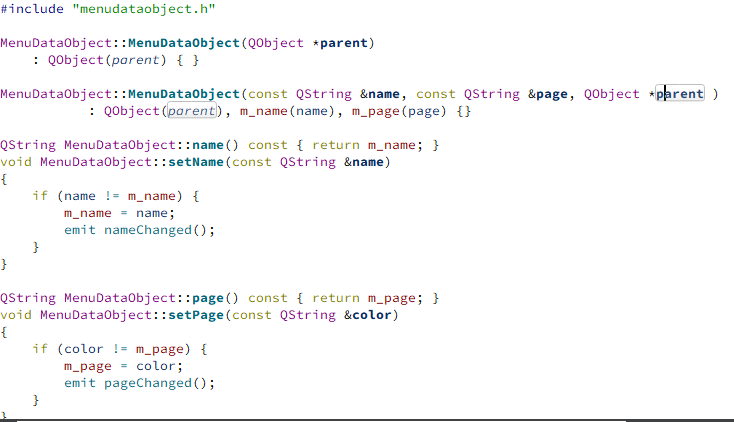 #include "menudataobject.h"
MenuDataObject::MenuDataObject(QObject *parent)
    : QObject(parent) { }
MenuDataObject::MenuDataObject(const QString &name, const QString &page, QObject *parent )
           : QObject(parent), m_name(name), m_page(page) {}
QString MenuDataObject::name() const { return m_name; }
void MenuDataObject::setName(const QString &name)
{
    if (name != m_name) {
        m_name = name;
        emit nameChanged();
    }
}
QString MenuDataObject::page() const { return m_page; }
void MenuDataObject::setPage(const QString &color)
{
    if (color != m_page) {
        m_page = color;
        emit pageChanged();
    }
}